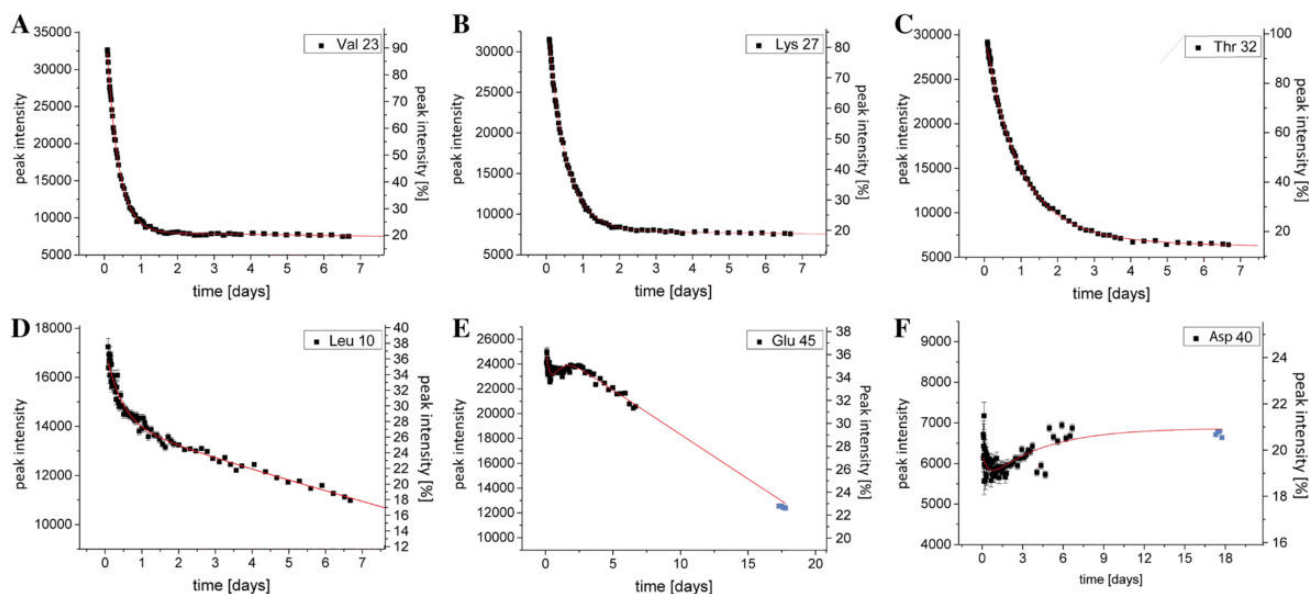 A
Val 23
peak intensity
35000
30000
25000
20000
15000
10000
5000
90
80
70
60
50
40
30
20
peak intensity [%]
0 1 2 3 4 5 6 7
time [days]
B
Lys 27
peak intensity
30000
25000
20000
15000
10000
5000
80
70
60
50
40
30
20
peak intensity [%]
0 1 2 3 4 5 6 7
time [days]
C
Thr 32
peak intensity
30000
25000
20000
15000
10000
5000
100
80
60
40
20
peak intensity [%]
0 1 2 3 4 5 6 7
time [days]
D
Leu 10
peak intensity
18000
16000
14000
12000
10000
40
38
36
34
32
30
28
26
24
22
20
18
16
14
12
peak intensity [%]
0 1 2 3 4 5 6 7
time [days]
E
Glu 45
peak intensity
26000
24000
22000
20000
18000
16000
14000
13000
12000
10000
38
36
34
32
30
28
26
24
22
20
Peak intensity [%]
0 5 10 15 20
time [days]
F
Asp 40
peak intensity
9000
8000
7000
6000
5000
4000
24
22
20
18
16
peak intensity [%]
0 3 6 9 12 15 18
time [days]